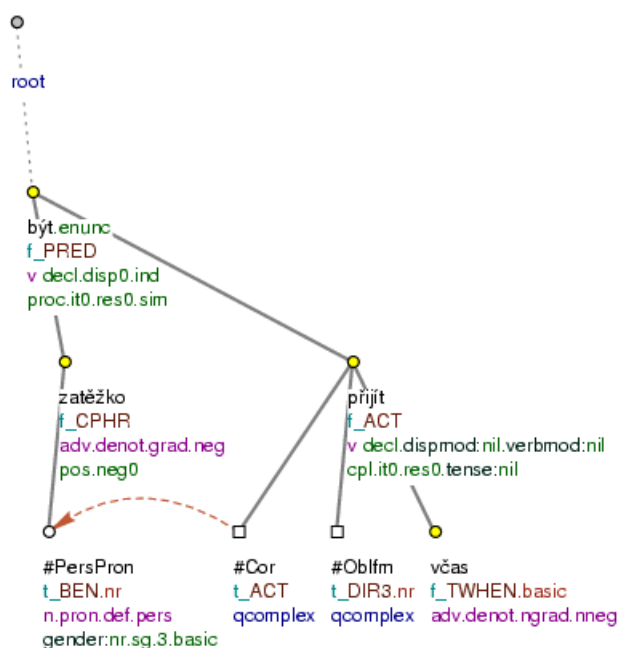 root
být.enunc
f_PRED
v decl.disp0.ind
proc.it0.res0.sim
zatěžko
f_CPHR
adv.denot.grad.neg
pos.neg0
přijít
f_ACT
v decl.dispmod:nil.verbmod:nil
cpl.it0.res0.tense:nil
#PersPron
t_BEN.nr
n.pron.def.pers
gender:nr.sg.3.basic
#Cor
t_ACT
qcomplex
#Oblfm
t_DIR3.nr
qcomplex
včas
f_TWHEN.basic
adv.denot.ngrad.nneg